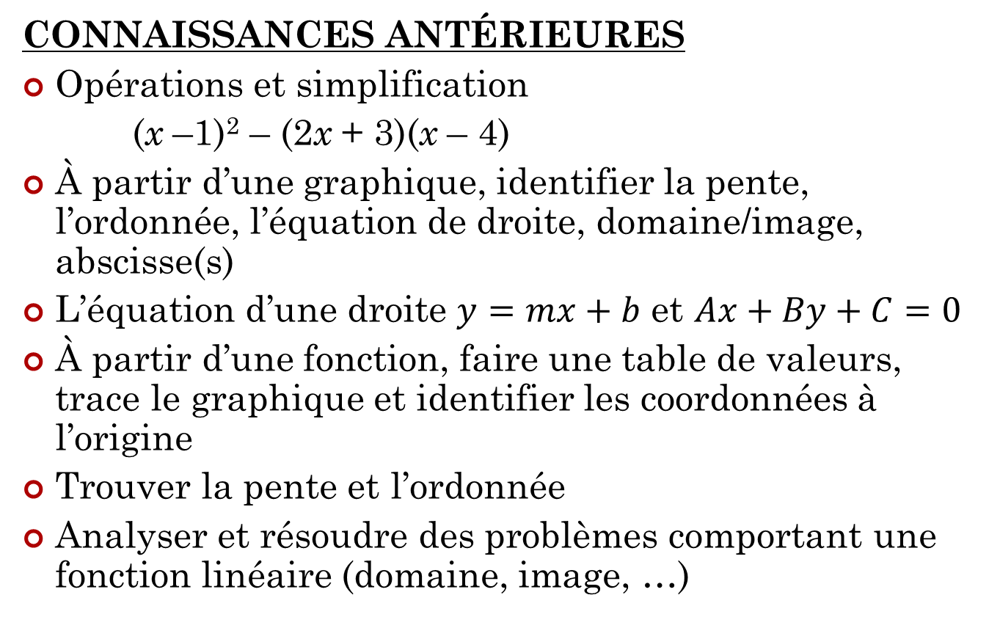 CONNAISSANCES ANTÉRIEURES
Opérations et simplification
(x –1)² – (2x + 3)(x – 4)
À partir d’une graphique, identifier la pente,
l’ordonnée, l’équation de droite, domaine/image,
abscisse(s)
L’équation d’une droite y = mx + b et Ax + By + C = 0
À partir d’une fonction, faire une table de valeurs,
trace le graphique et identifier les coordonnées à
l’origine
Trouver la pente et l’ordonnée
Analyser et résoudre des problèmes comportant une
fonction linéaire (domaine, image, …)